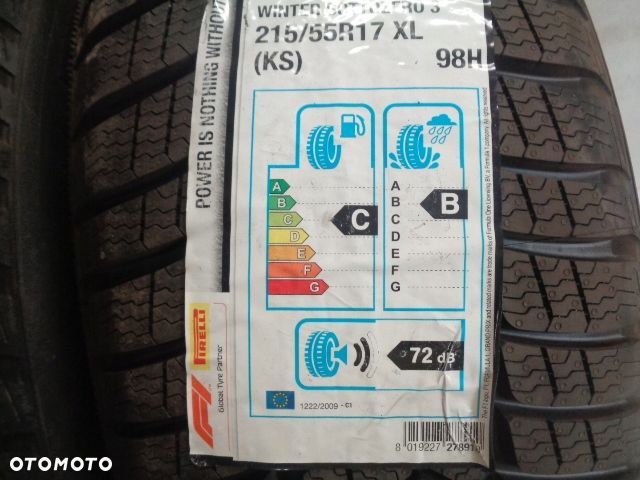 WINTER SOTTOZERO 3
215/55R17 XL
(KS) 98H
POWER IS NOTHING WITHOUT
A
B
C
D
E
F
G
C
A
B
C
D
E
F
G
B
72 dB
1222/2009 - C1
F1
PIRELLI
Global Tyre Partner
8 019227
OTOMOTO